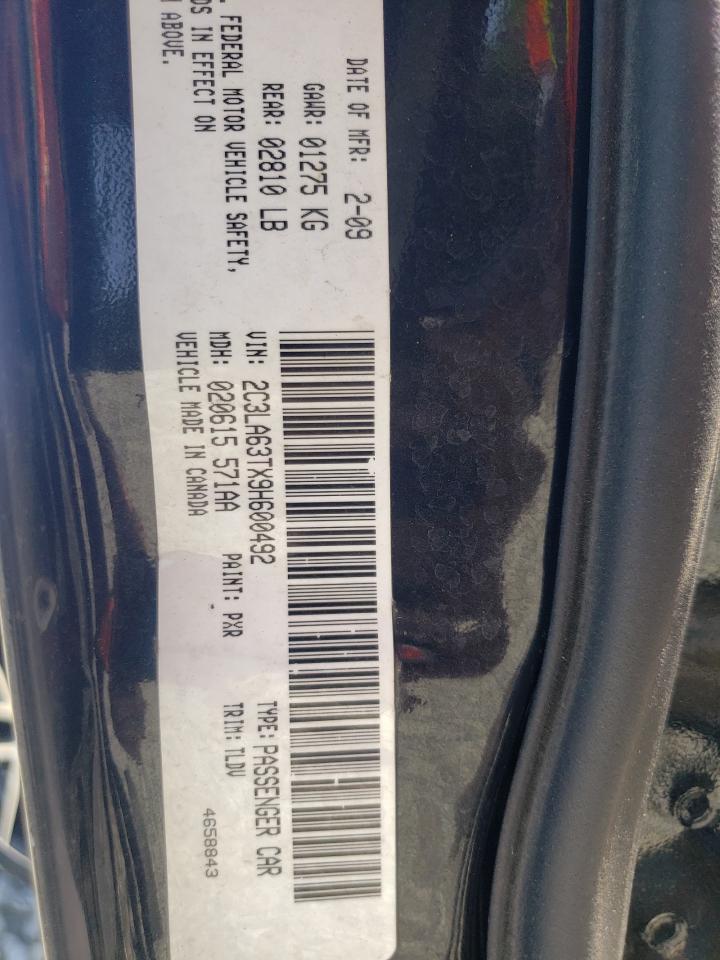 DATE OF MFR: 2-09
GAWR: 01275 KG
REAR: 02810 LB
FEDERAL MOTOR VEHICLE SAFETY,
DS IN EFFECT ON
ABOVE.
VIN: 2C3LA63TX9H600492 TYPE: PASSENGER CAR
MDH: 020615 571AA PAINT: PXR TRIM: TLDV
VEHICLE MADE IN CANADA 4658843